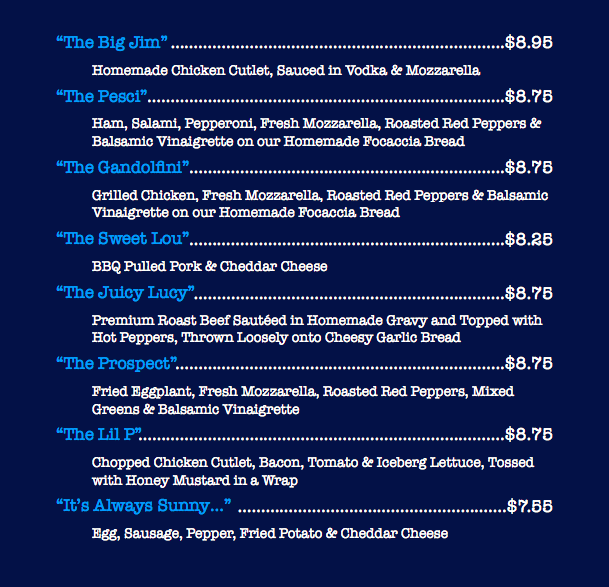 “The Big Jim” ........................................................................$8.95
Homemade Chicken Cutlet, Sauced in Vodka & Mozzarella
“The Pesci”.............................................................................$8.75
Ham, Salami, Pepperoni, Fresh Mozzarella, Roasted Red Peppers &
Balsamic Vinaigrette on our Homemade Focaccia Bread
“The Gandolfini”....................................................................$8.75
Grilled Chicken, Fresh Mozzarella, Roasted Red Peppers & Balsamic
Vinaigrette on our Homemade Focaccia Bread
“The Sweet Lou”....................................................................$8.25
BBQ Pulled Pork & Cheddar Cheese
“The Juicy Lucy”...................................................................$8.75
Premium Roast Beef Sautéed in Homemade Gravy and Topped with
Hot Peppers, Thrown Loosely onto Cheesy Garlic Bread
“The Prospect”.......................................................................$8.75
Fried Eggplant, Fresh Mozzarella, Roasted Red Peppers, Mixed
Greens & Balsamic Vinaigrette
“The Lil P”...............................................................................$8.75
Chopped Chicken Cutlet, Bacon, Tomato & Iceberg Lettuce, Tossed
with Honey Mustard in a Wrap
“It’s Always Sunny...” ..........................................................$7.55
Egg, Sausage, Pepper, Fried Potato & Cheddar Cheese